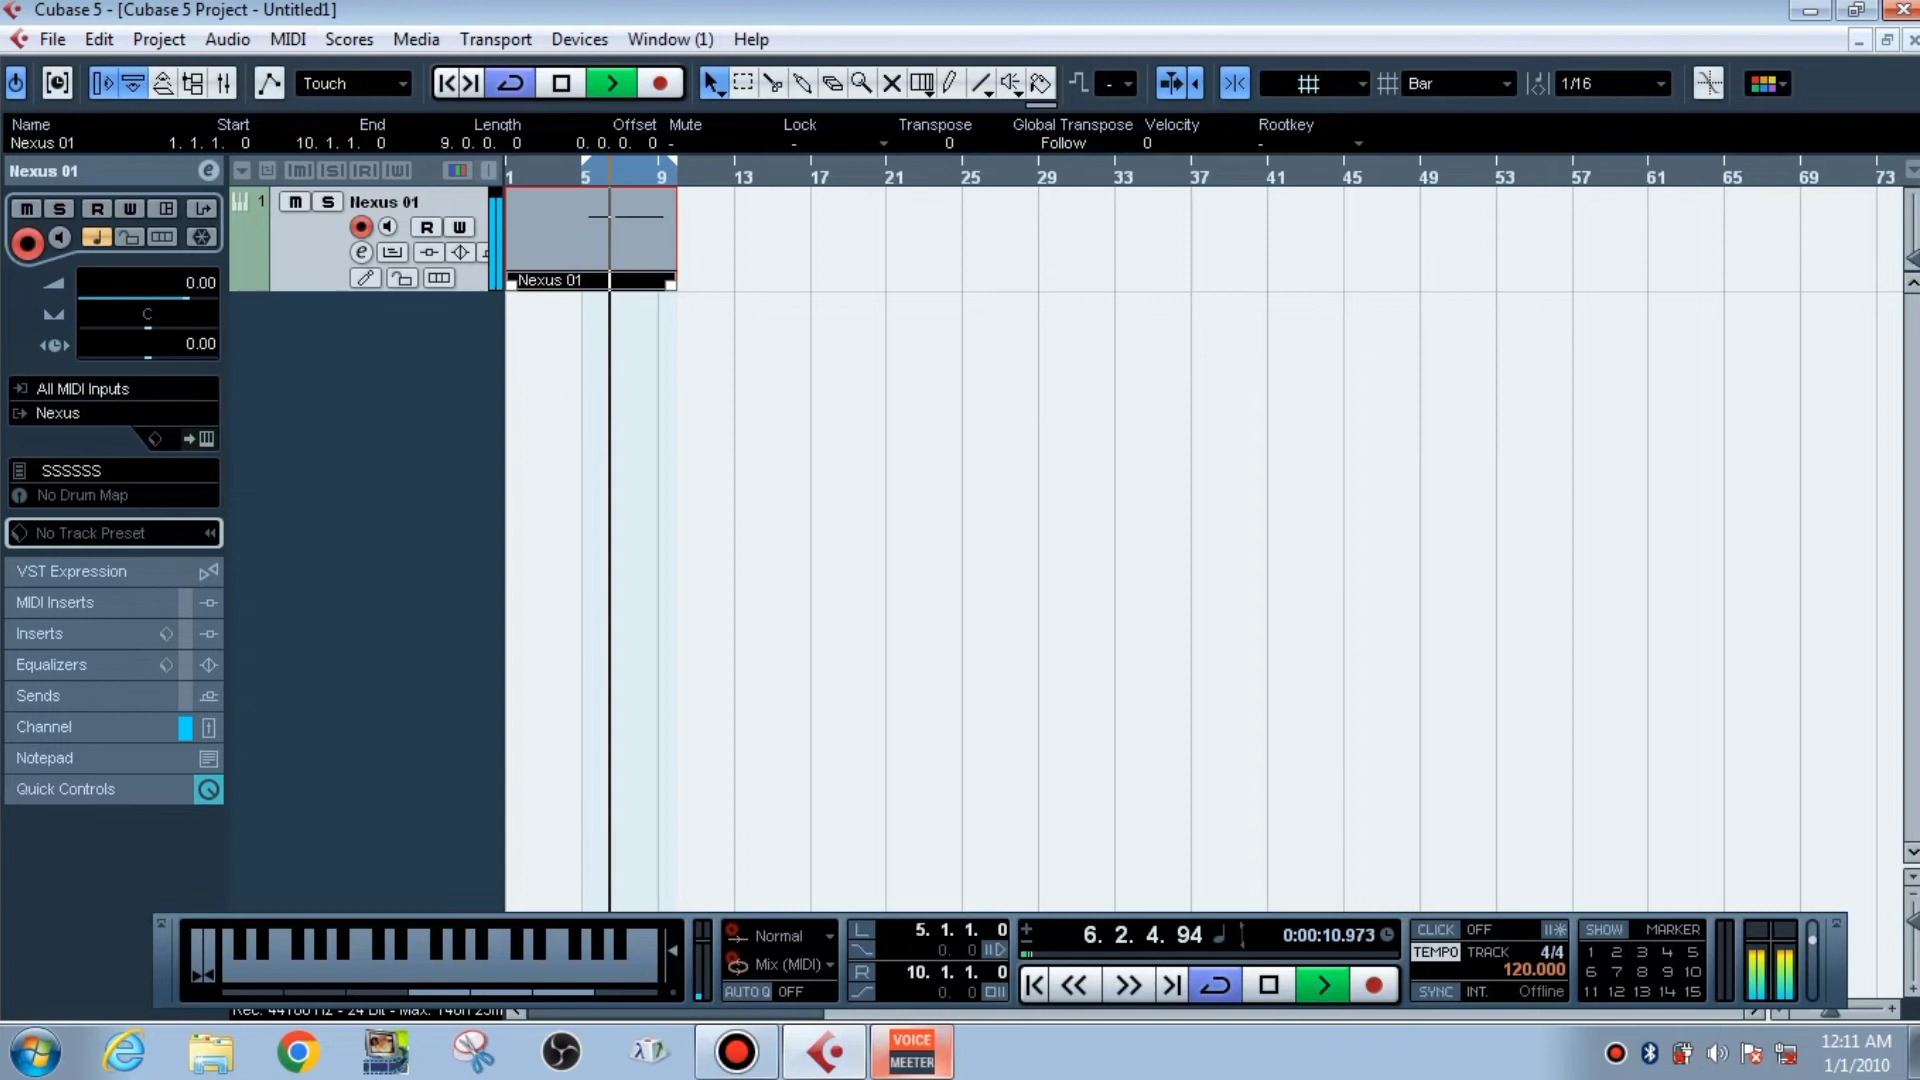 Cubase 5 - [Cubase 5 Project - Untitled1]
File Edit Project Audio MIDI Scores Media Transport Devices Window (1) Help
Touch
- Bar 1/16
Name Start End Length Offset Mute Lock Transpose Global Transpose Velocity Rootkey
Nexus 01 1. 1. 1. 0 10. 1. 1. 0 9. 0. 0. 0 0. 0. 0. 0 - - 0 Follow 0 -
Nexus 01 e
M S R W
1 5 9 13 17 21 25 29 33 37 41 45 49 53 57 61 65 69 73
M S R W
1 M S Nexus 01
R W
e
Nexus 01
0.00
C
0.00
All MIDI Inputs
Nexus
SSSSSS
No Drum Map
No Track Preset
VST Expression
MIDI Inserts
Inserts
Equalizers
Sends
Channel
Notepad
Quick Controls
Normal
Mix (MIDI)
AUTO Q OFF
L 5. 1. 1. 0
0. 0
R 10. 1. 1. 0
0. 0
6. 2. 4. 94 0:00:10.973
CLICK OFF
TEMPO TRACK 4/4
120.000
SYNC INT. Offline
SHOW MARKER
1 2 3 4 5
6 7 8 9 10
11 12 13 14 15
VOICE
MEETER
12:11 AM
1/1/2010